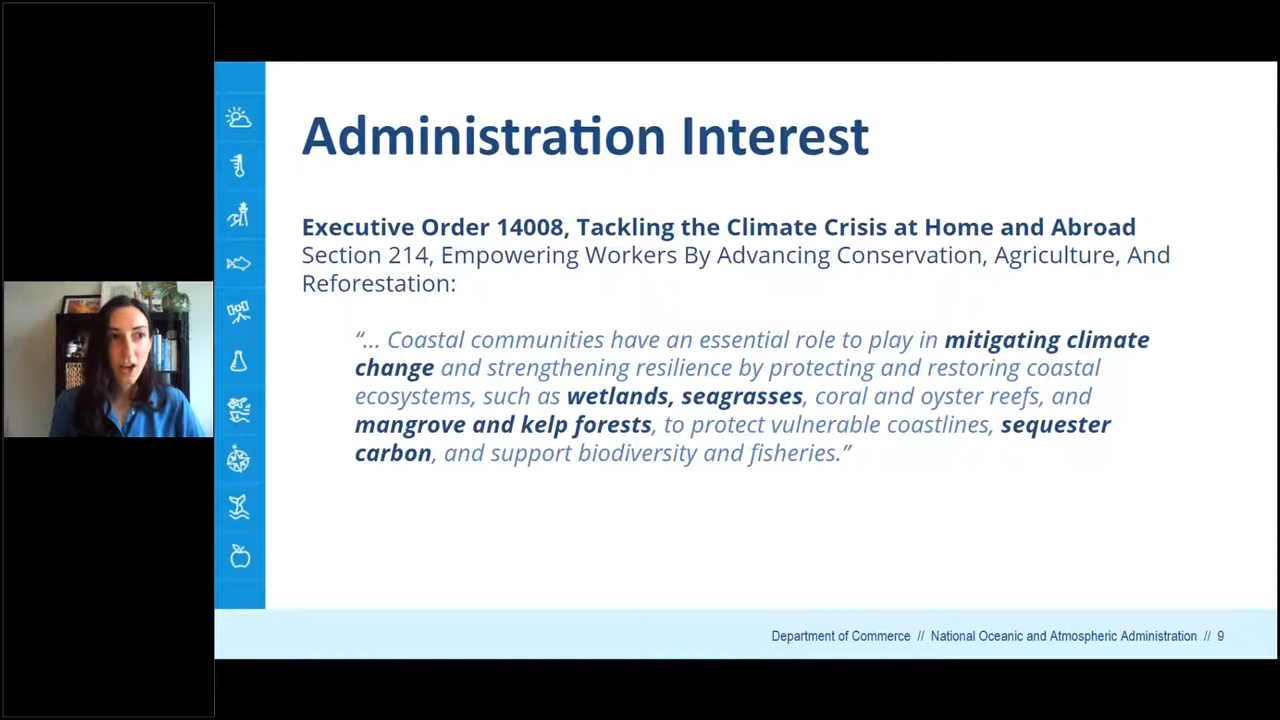 Administration Interest
Executive Order 14008, Tackling the Climate Crisis at Home and Abroad
Section 214, Empowering Workers By Advancing Conservation, Agriculture, And
Reforestation:
“... Coastal communities have an essential role to play in mitigating climate
change and strengthening resilience by protecting and restoring coastal
ecosystems, such as wetlands, seagrasses, coral and oyster reefs, and
mangrove and kelp forests, to protect vulnerable coastlines, sequester
carbon, and support biodiversity and fisheries.”
Department of Commerce // National Oceanic and Atmospheric Administration // 9